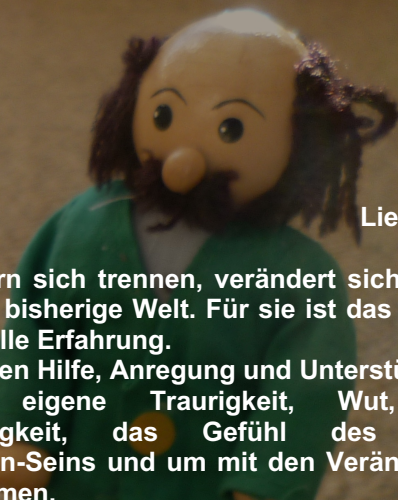 Lie
rn sich trennen, verändert sich
bisherige Welt. Für sie ist das
lle Erfahrung.
en Hilfe, Anregung und Unterstü
eigene Traurigkeit, Wut,
gkeit, das Gefühl des
n-Seins und um mit den Verän
men.